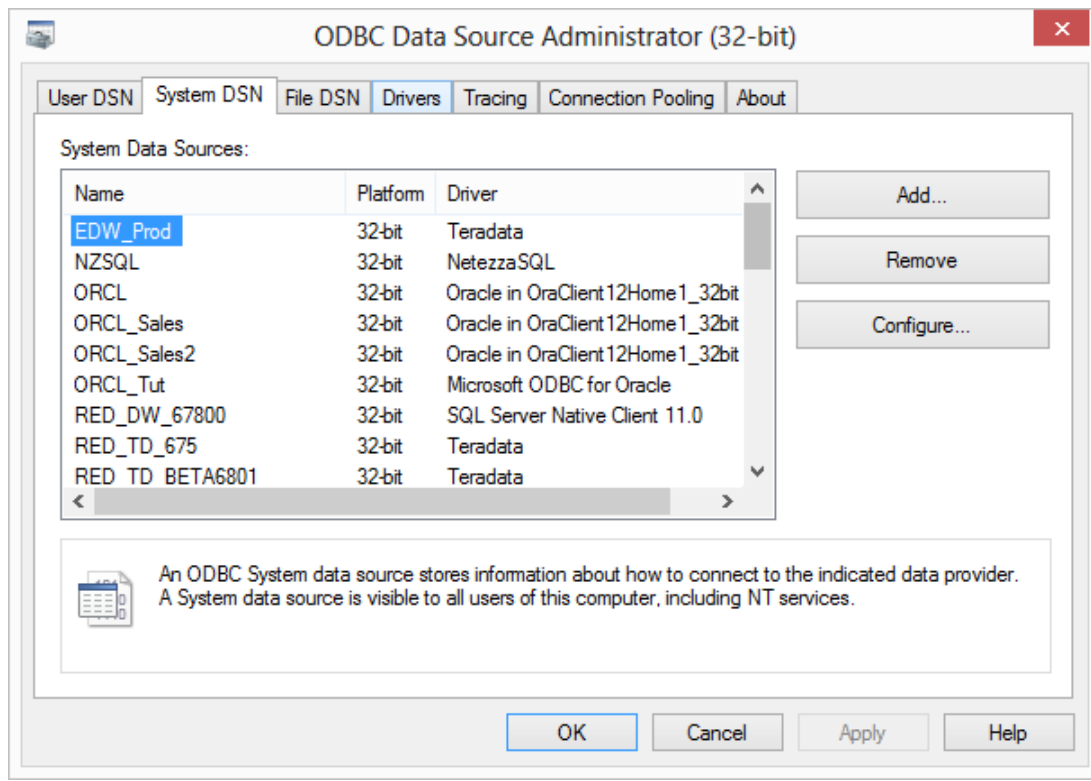 ODBC Data Source Administrator (32-bit)
User DSN System DSN File DSN Drivers Tracing Connection Pooling About
System Data Sources:
Name Platform Driver
EDW_Prod 32-bit Teradata
NZSQL 32-bit NetezzaSQL
ORCL 32-bit Oracle in OraClient12Home1_32bit
ORCL_Sales 32-bit Oracle in OraClient12Home1_32bit
ORCL_Sales2 32-bit Oracle in OraClient12Home1_32bit
ORCL_Tut 32-bit Microsoft ODBC for Oracle
RED_DW_67800 32-bit SQL Server Native Client 11.0
RED_TD_675 32-bit Teradata
RED_TD_BETA6801 32-bit Teradata
Add...
Remove
Configure...
An ODBC System data source stores information about how to connect to the indicated data provider.
A System data source is visible to all users of this computer, including NT services.
OK Cancel Apply Help